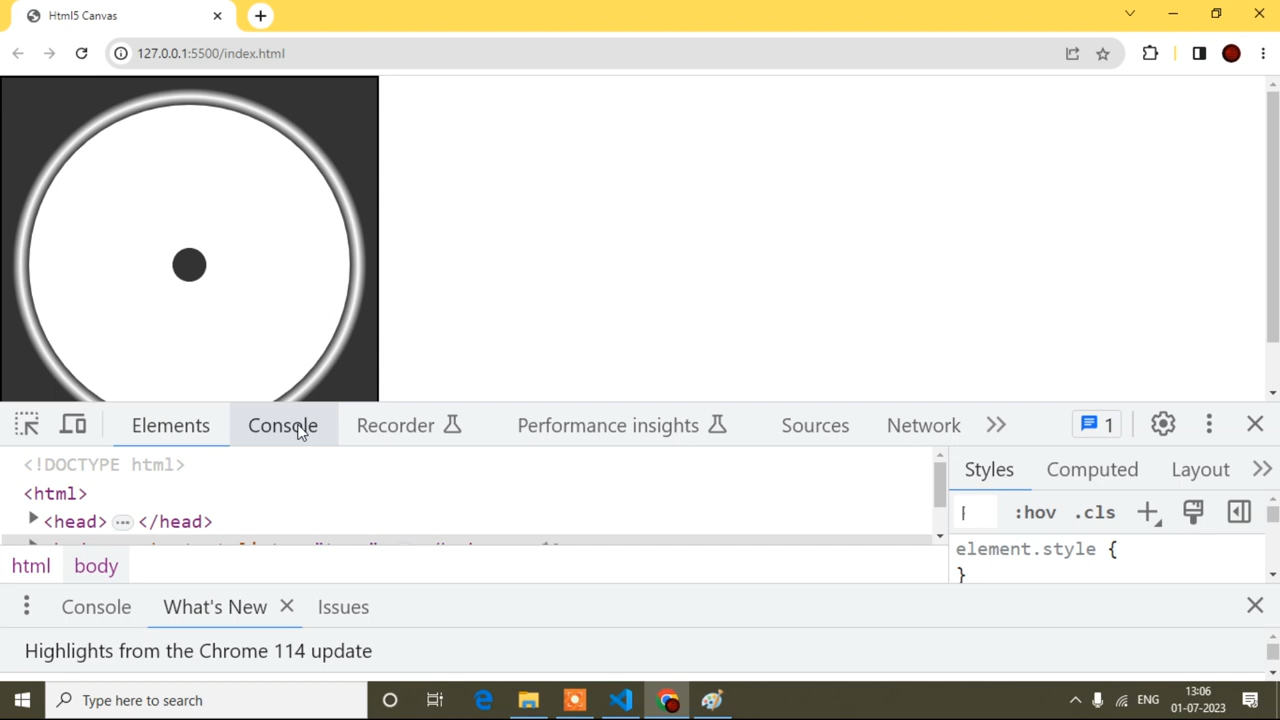 Html5 Canvas
127.0.0.1:5500/index.html
Elements
Console
Recorder
Performance insights
Sources
Network
1
<!DOCTYPE html>
<html>
<head> ... </head>
Styles
Computed
Layout
:hov
.cls
element.style {
}
html
body
Console
What's New
Issues
Highlights from the Chrome 114 update
Type here to search
ENG
13:06
01-07-2023